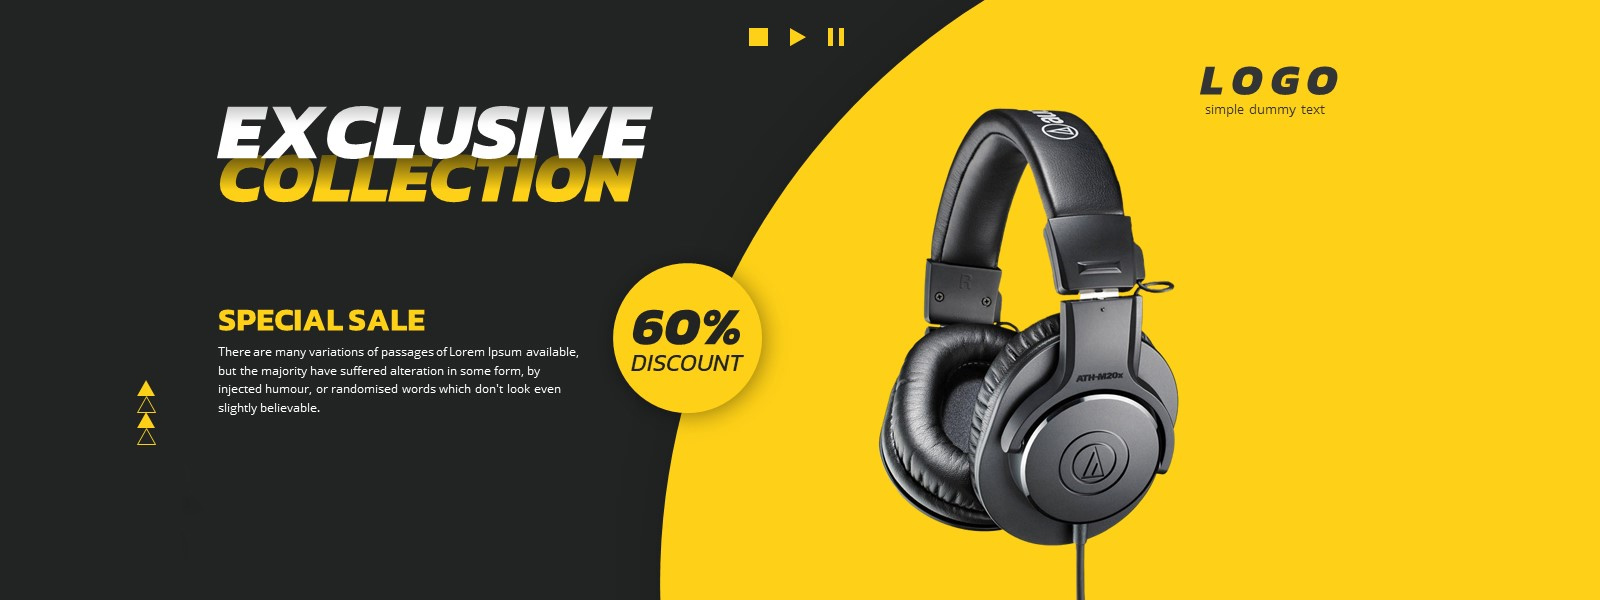 LOGO
simple dummy text
EXCLUSIVE
COLLECTION
SPECIAL SALE
There are many variations of passages of Lorem Ipsum available,
but the majority have suffered alteration in some form, by
injected humour, or randomised words which don't look even
slightly believable.
60%
DISCOUNT
R
ATH-M20x